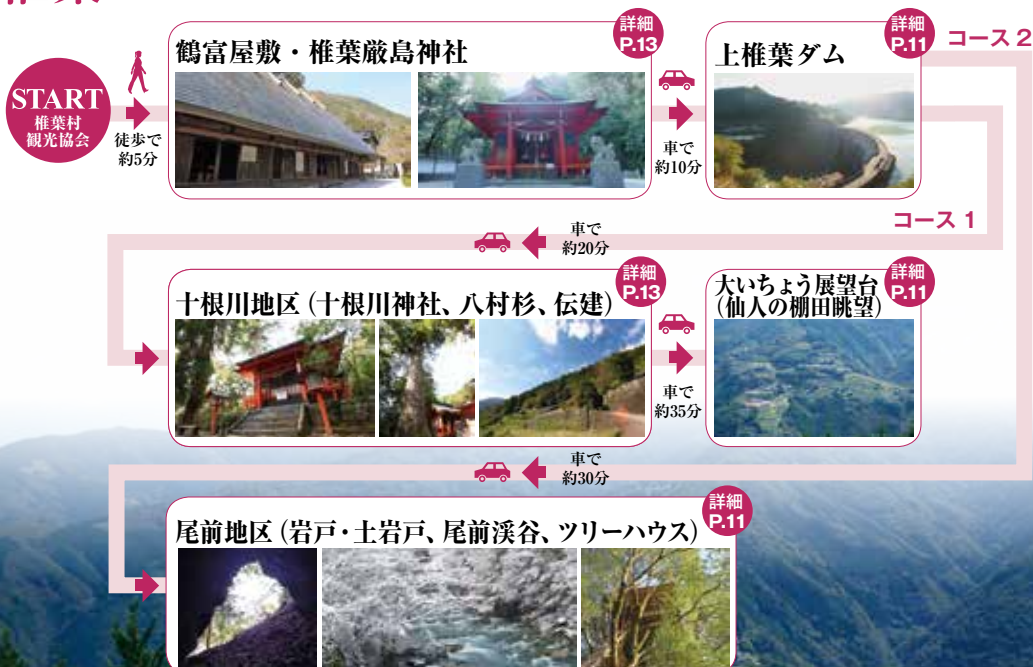 START
椎葉村
観光協会
徒歩で
約5分
鶴富屋敷・椎葉厳島神社
詳細
P.13
車で
約10分
上椎葉ダム
詳細
P.11
コース 2
コース 1
車で
約20分
十根川地区 (十根川神社、八村杉、伝建)
詳細
P.13
車で
約35分
大いちょう展望台
(仙人の棚田眺望)
詳細
P.11
車で
約30分
尾前地区 (岩戸・土岩戸、尾前渓谷、ツリーハウス)
詳細
P.11